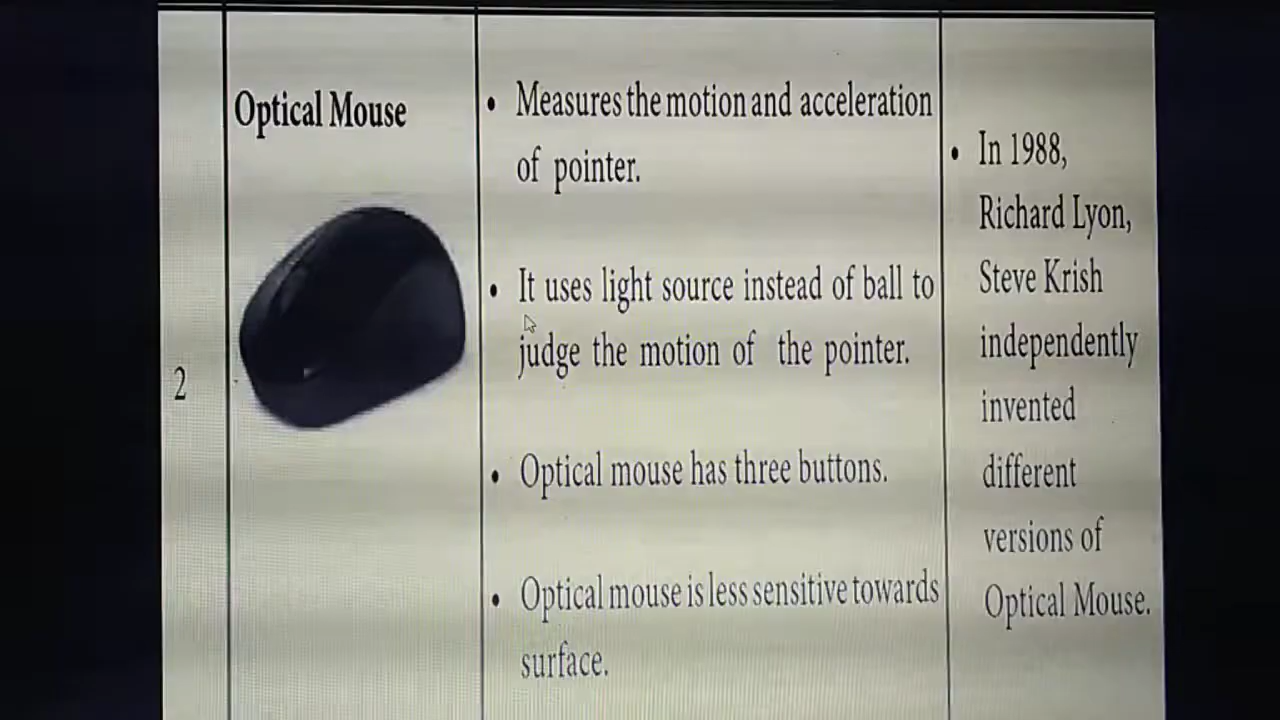 2
Optical Mouse
• Measures the motion and acceleration
of pointer.
• It uses light source instead of ball to
judge the motion of the pointer.
• Optical mouse has three buttons.
• Optical mouse is less sensitive towards
surface.
• In 1988,
Richard Lyon,
Steve Krish
independently
invented
different
versions of
Optical Mouse.